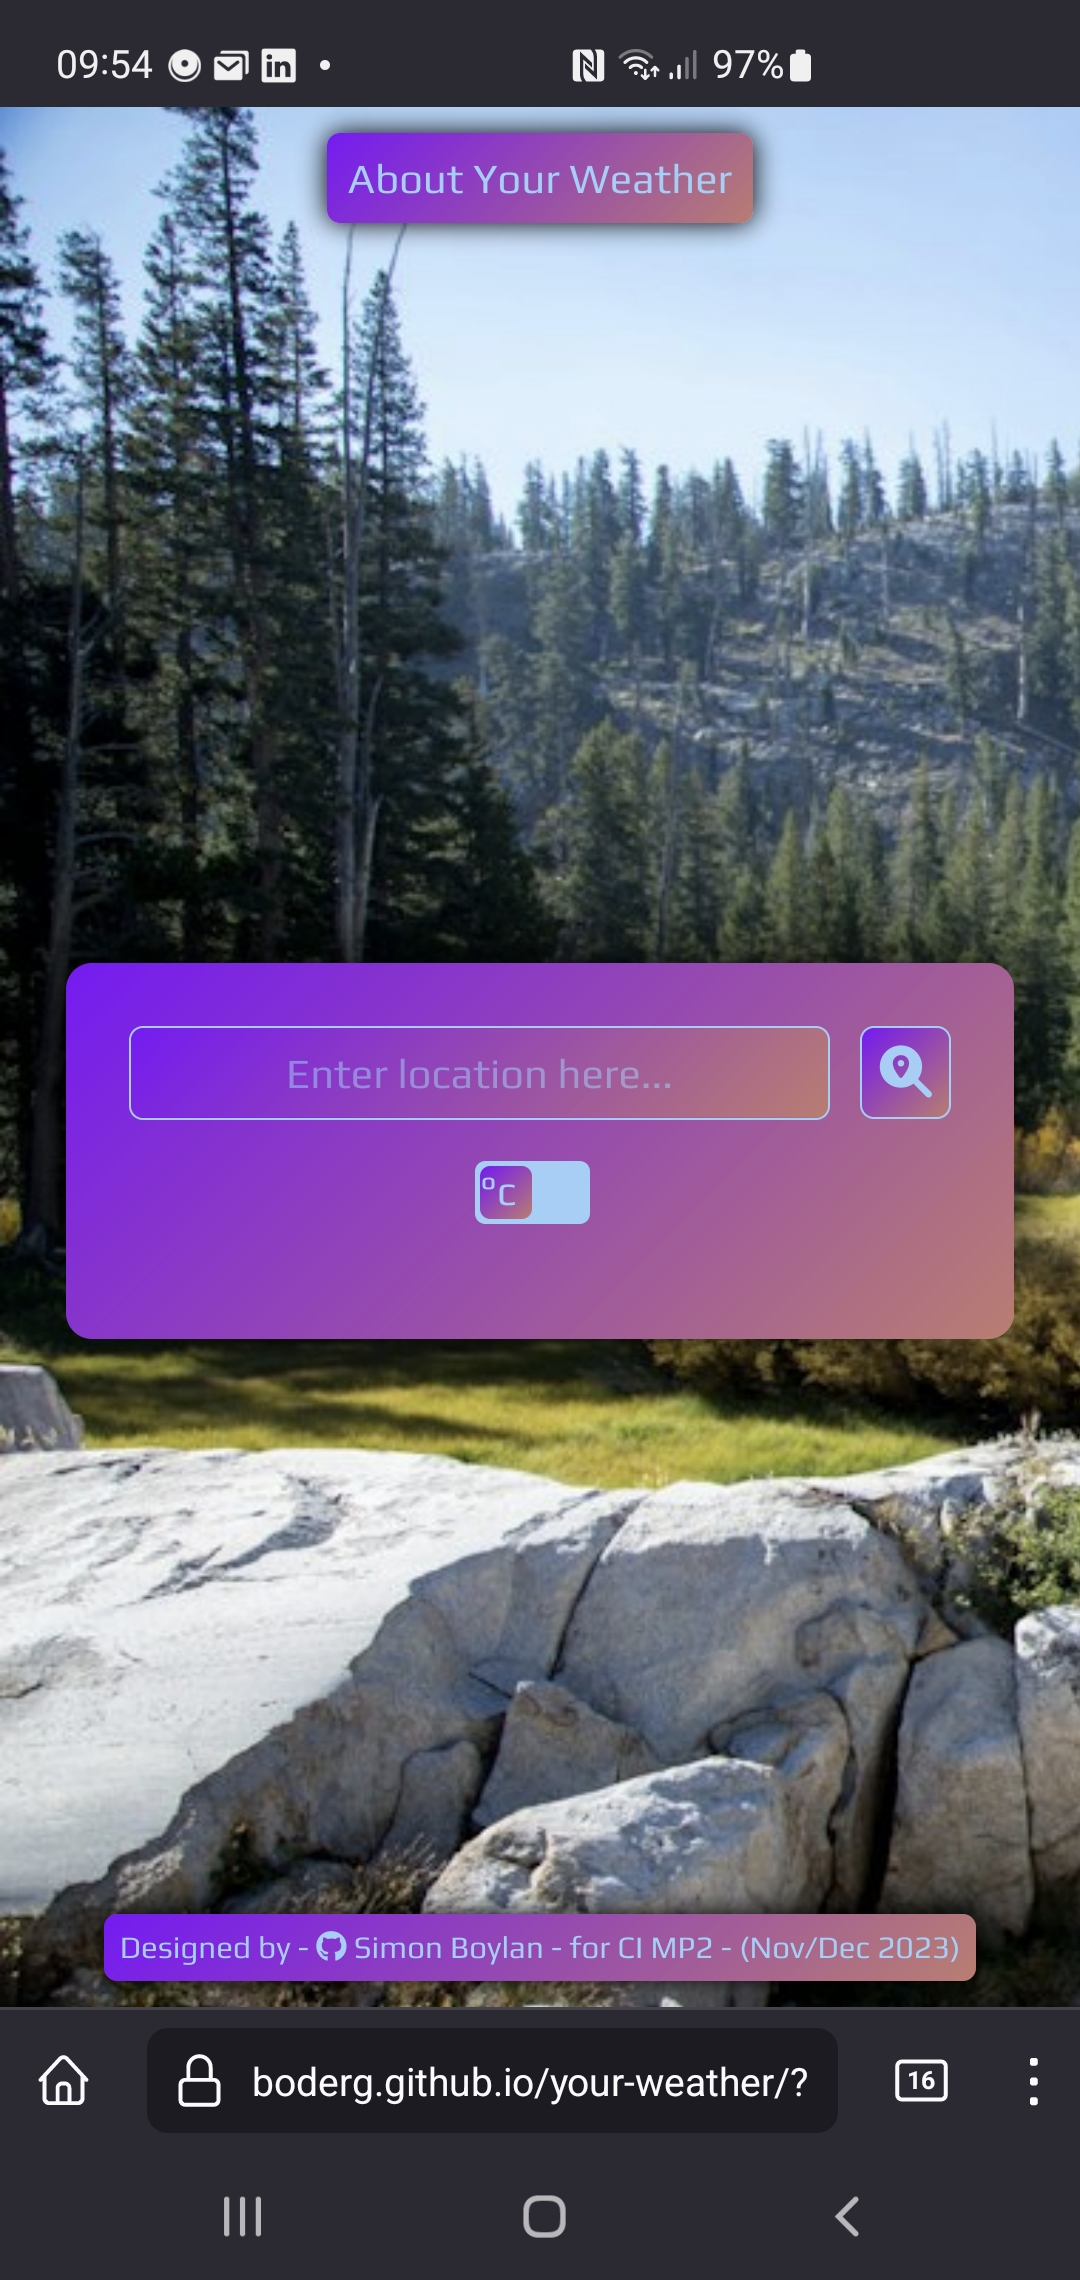 09:54 97%
About Your Weather
Enter location here...
°C
Designed by - Simon Boylan - for CI MP2 - (Nov/Dec 2023)
boderg.github.io/your-weather/?
16